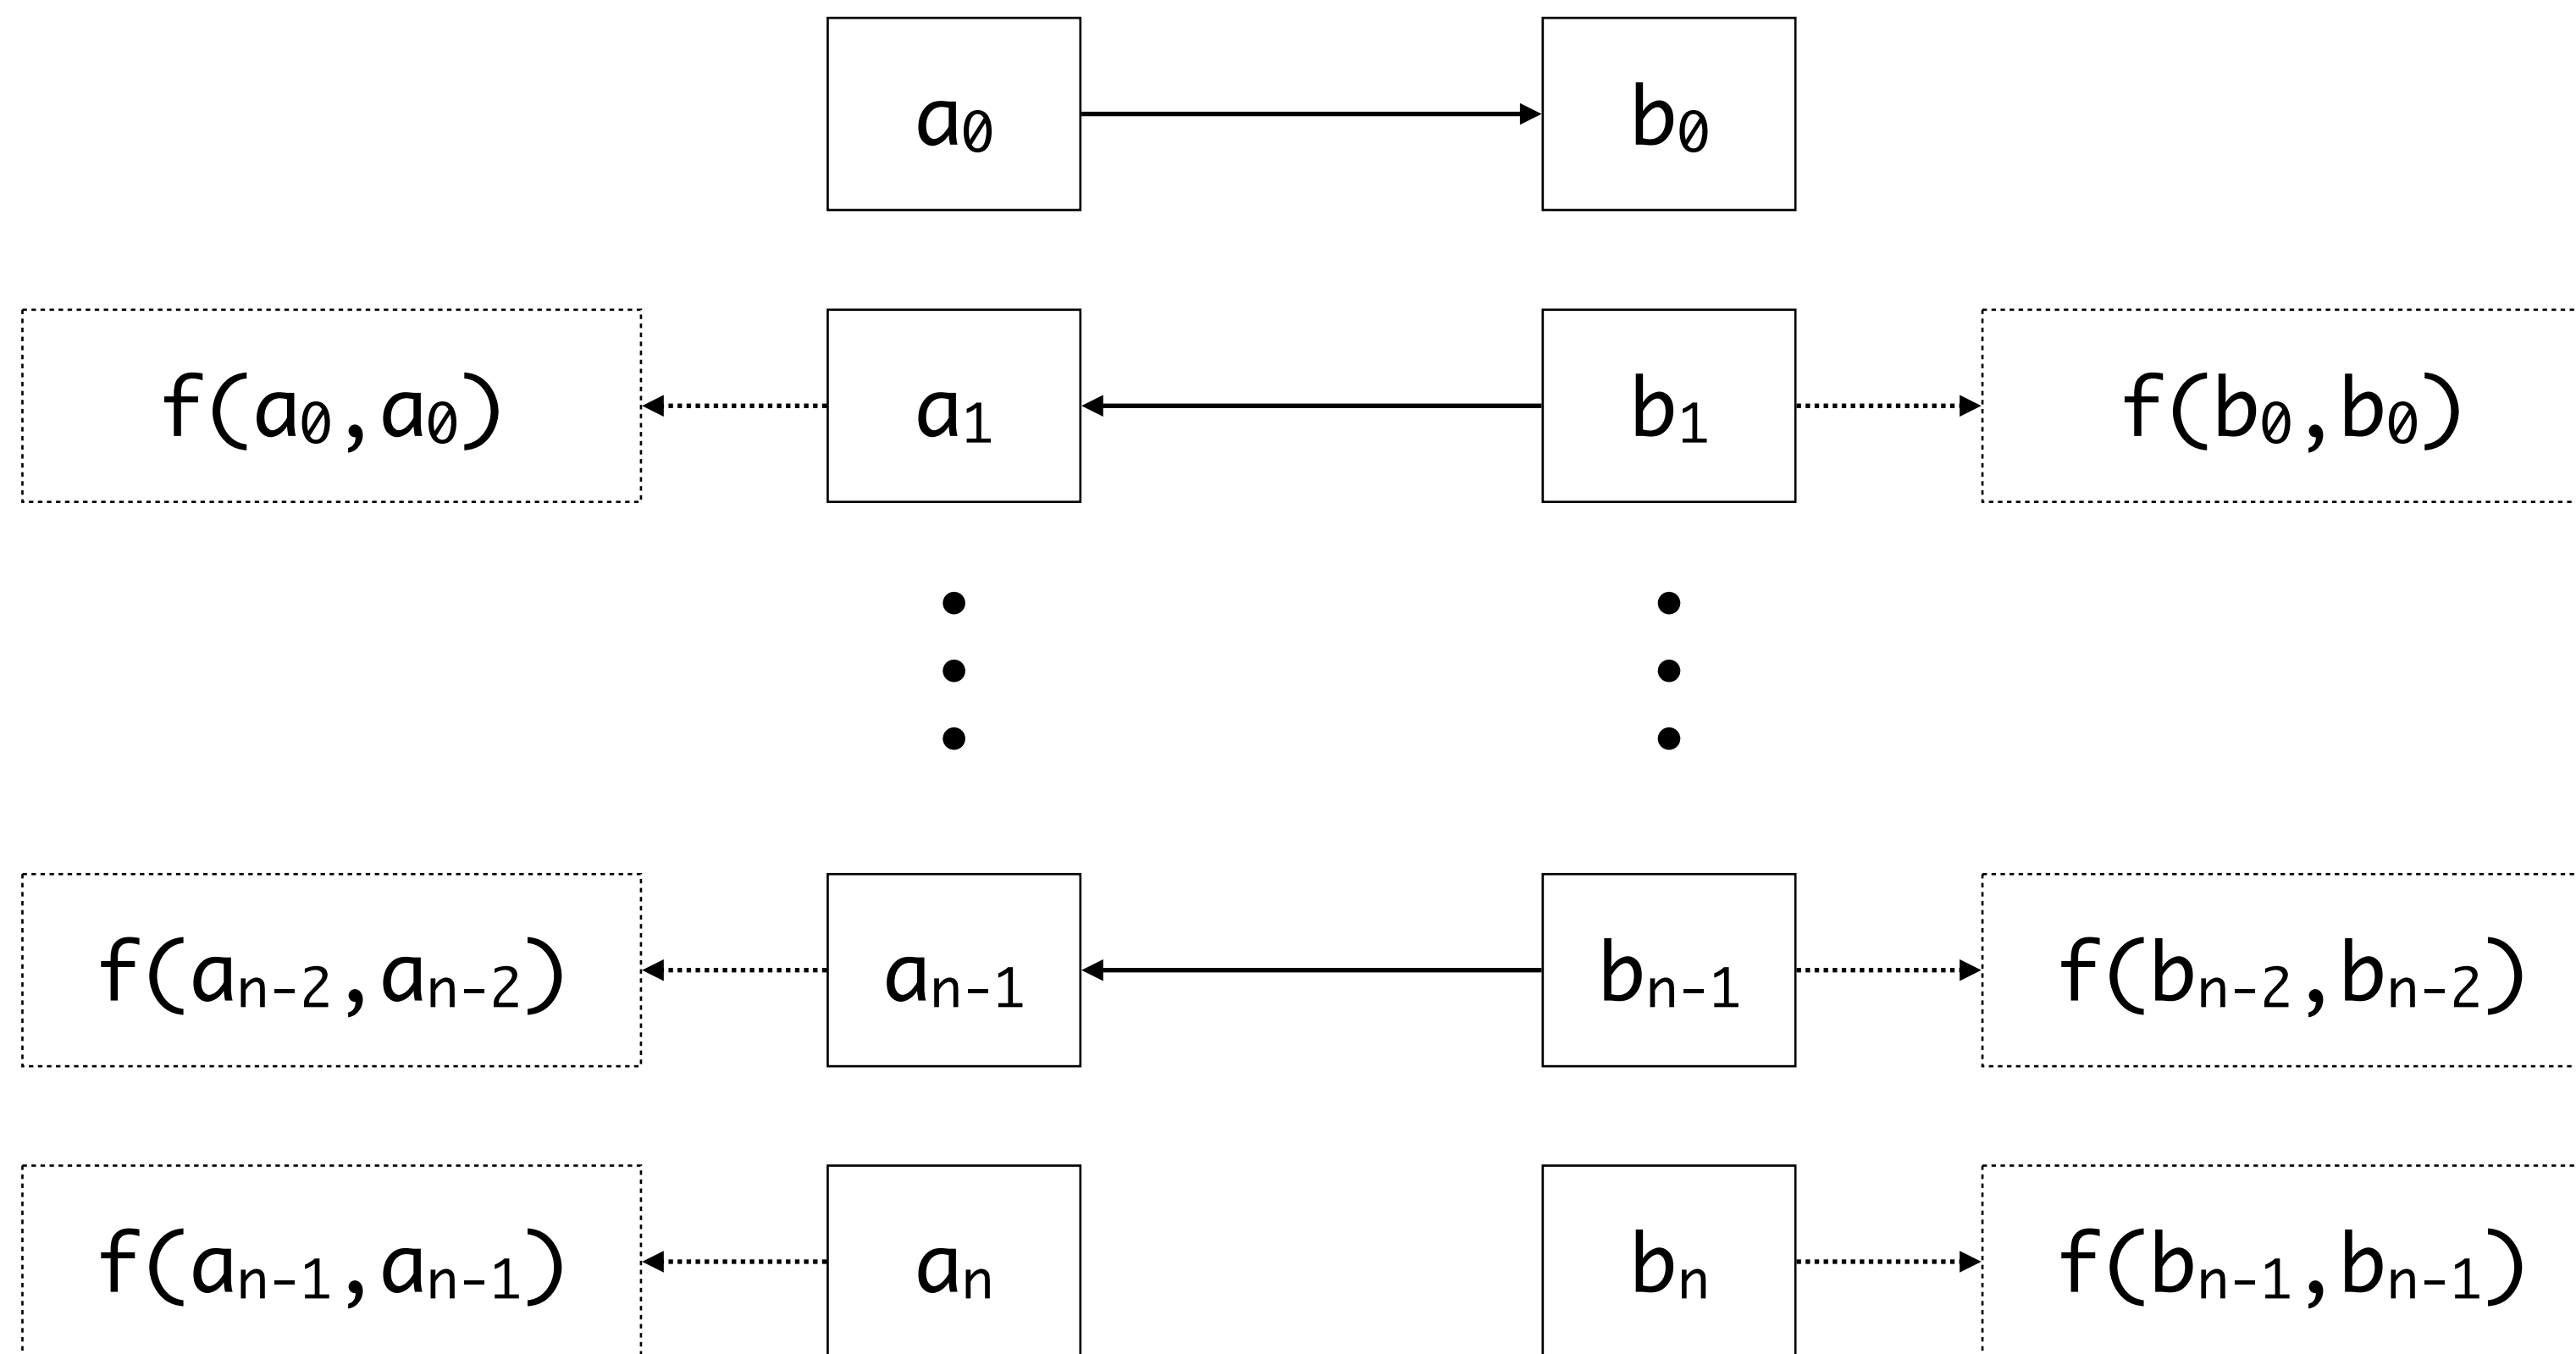 a₀ b₀
f(a₀,a₀) a₁ b₁ f(b₀,b₀)
f(aₙ₋₂,aₙ₋₂) aₙ₋₁ bₙ₋₁ f(bₙ₋₂,bₙ₋₂)
f(aₙ₋₁,aₙ₋₁) aₙ bₙ f(bₙ₋₁,bₙ₋₁)